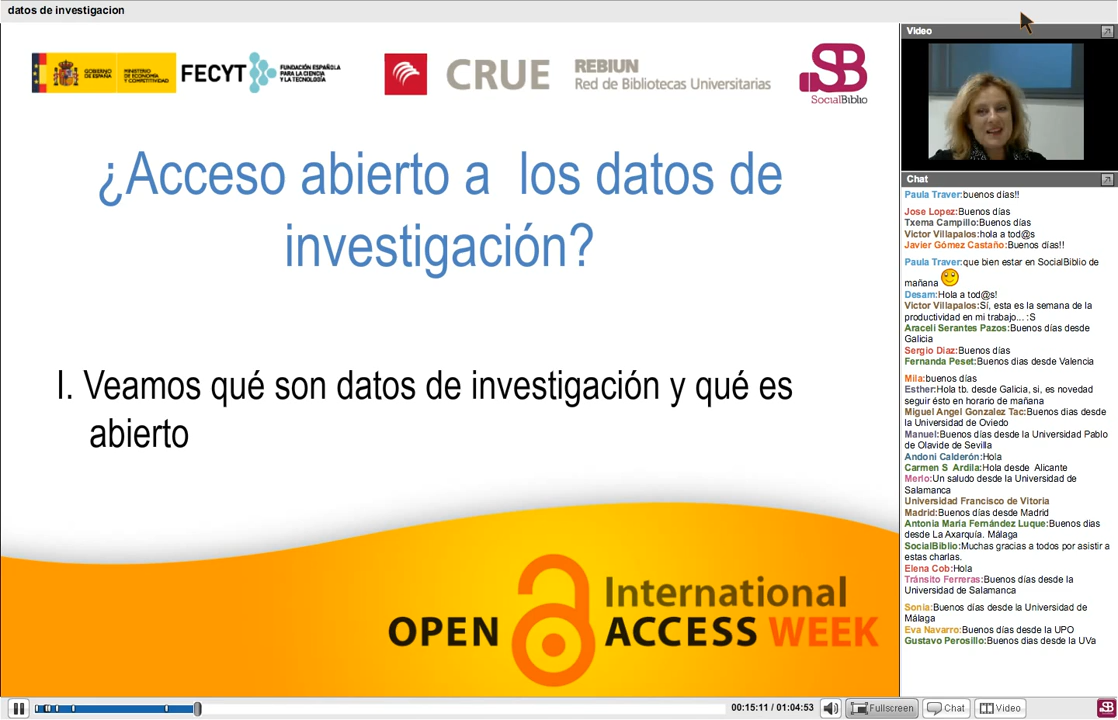 datos de investigacion
GOBIERNO
DE ESPAÑA
MINISTERIO
DE ECONOMÍA
Y COMPETITIVIDAD
FECYT
FUNDACIÓN ESPAÑOLA
PARA LA CIENCIA
Y LA TECNOLOGÍA
CRUE
REBIUN
Red de Bibliotecas Universitarias
SB
SocialBiblio
¿Acceso abierto a los datos de
investigación?
I. Veamos qué son datos de investigación y qué es
abierto
International
OPEN ACCESS WEEK
Video
Chat
Paula Traver:buenos días!!
Jose Lopez:Buenos días
Txema Campillo:Buenos días
Victor Villapalos:hola a tod@s
Javier Gómez Castaño:Buenos días!!
Paula Traver:que bien estar en SocialBiblio de
mañana
Desam:Hola a tod@s!
Victor Villapalos:Sí, esta es la semana de la
productividad en mi trabajo... :S
Araceli Serantes Pazos:Buenos días desde
Galicia
Sergio Diaz:Buenos días
Fernanda Peset:Buenos dias desde Valencia
Mila:buenos días
Esther:Hola tb. desde Galicia, si, es novedad
seguir ésto en horario de mañana
Miguel Angel Gonzalez Tac:Buenos dias desde
la Universidad de Oviedo
Manuel:Buenos días desde la Universidad Pablo
de Olavide de Sevilla
Andoni Calderón:Hola
Carmen S Ardila:Hola desde Alicante
Merlo:Un saludo desde la Universidad de
Salamanca
Universidad Francisco de Vitoria
Madrid:Buenos días desde Madrid
Antonia Maria Fernández Luque:Buenos dias
desde La Axarquía. Málaga
SocialBiblio:Muchas gracias a todos por asistir a
estas charlas.
Elena Cob:Hola
Tránsito Ferreras:Buenos días desde la
Universidad de Salamanca
Sonia:Buenos días desde la Universidad de
Málaga
Eva Navarro:Buenos días desde la UPO
Gustavo Perosillo:Buenos dias desde la UVa
00:15:11 / 01:04:53
Fullscreen
Chat
Video
SB